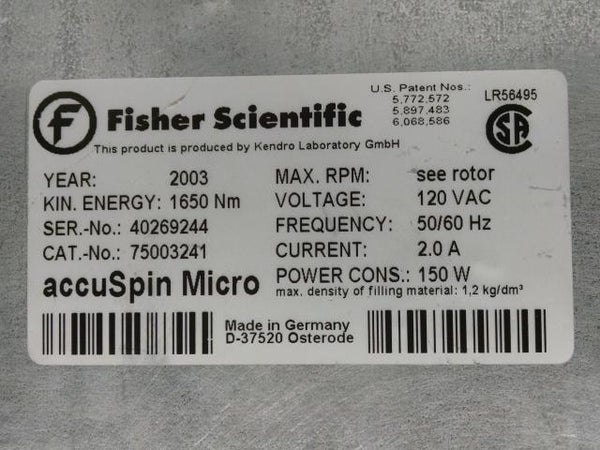 Fisher Scientific
This product is produced by Kendro Laboratory GmbH
U.S. Patent Nos.:
5,772,572
5,897,483
6,068,586
LR56495
SA
YEAR: 2003
KIN. ENERGY: 1650 Nm
SER.-No.: 40269244
CAT.-No.: 75003241
accuSpin Micro
MAX. RPM: see rotor
VOLTAGE: 120 VAC
FREQUENCY: 50/60 Hz
CURRENT: 2.0 A
POWER CONS.: 150 W
max. density of filling material: 1,2 kg/dm³
Made in Germany
D-37520 Osterode